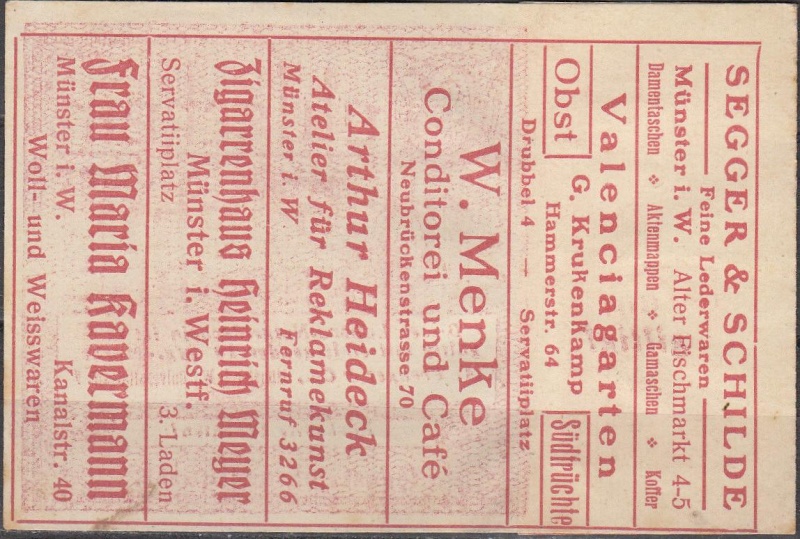 SEGGER & SCHILDE
Feine Lederwaren
Münster i. W. Alter Fischmarkt 4-5
Damentaschen ❖ Aktenmappen ❖ Gamaschen ❖ Koffer
Valenciagarten
Obst
G. Krukenkamp
Hammerstr. 64
Südfrüchte
Drubbel 4 — Servatiiplatz
W. Menke
Conditorei und Café
Neubrückenstrasse 70
Arthur Heideck
Atelier für Reklamekunst
Münster i. W. Fernruf 3266
Zigarrenhaus Heinrich Meyer
Münster i. Westf.
Servatiiplatz 3. Laden
Frau Maria Kavermann
Münster i. W. Kanalstr. 40
Woll- und Weisswaren